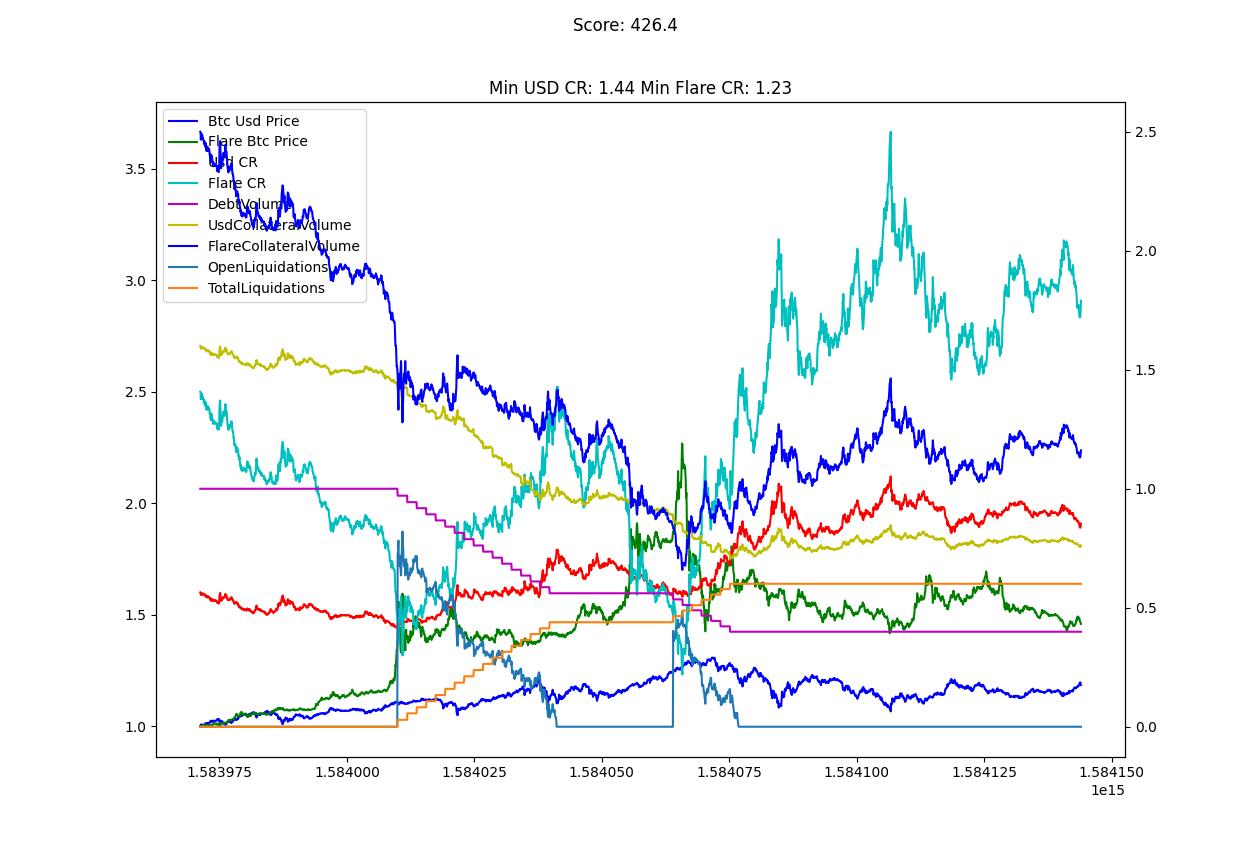 Score: 426.4
Min USD CR: 1.44 Min Flare CR: 1.23
Btc Usd Price
Flare Btc Price
Usd CR
Flare CR
DebtVolume
UsdCollateralVolume
FlareCollateralVolume
OpenLiquidations
TotalLiquidations
3.5
3.0
2.5
2.0
1.5
1.0
2.5
2.0
1.5
1.0
0.5
0.0
1.583975
1.584000
1.584025
1.584050
1.584075
1.584100
1.584125
1.584150
1e15